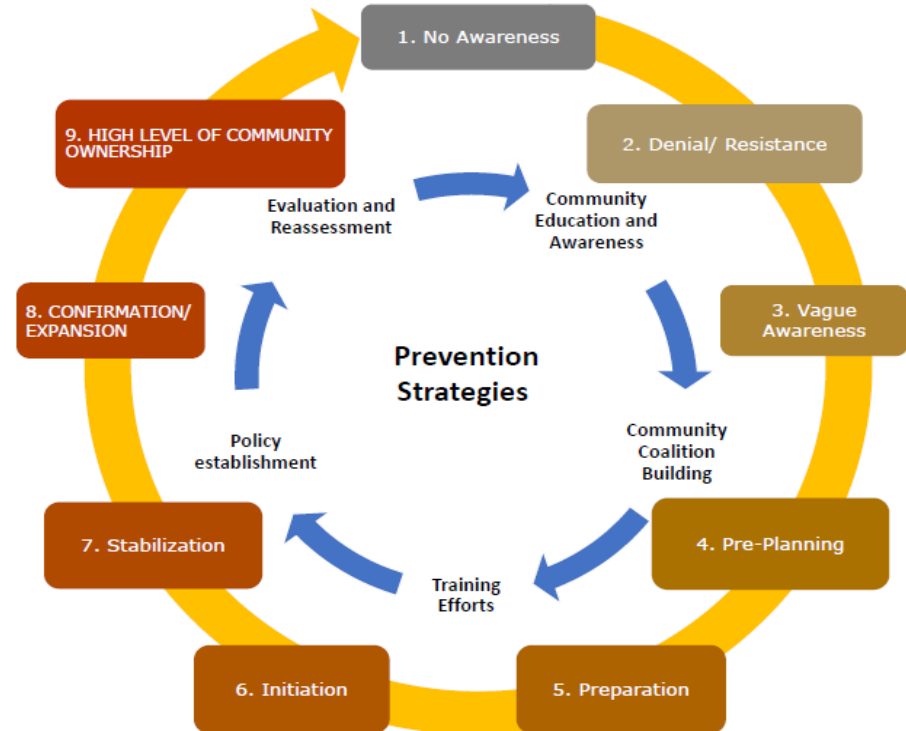 1. No Awareness
2. Denial/ Resistance
3. Vague
Awareness
4. Pre-Planning
5. Preparation
6. Initiation
7. Stabilization
8. CONFIRMATION/
EXPANSION
9. HIGH LEVEL OF COMMUNITY
OWNERSHIP
Prevention
Strategies
Community
Education and
Awareness
Community
Coalition
Building
Training
Efforts
Policy
establishment
Evaluation and
Reassessment